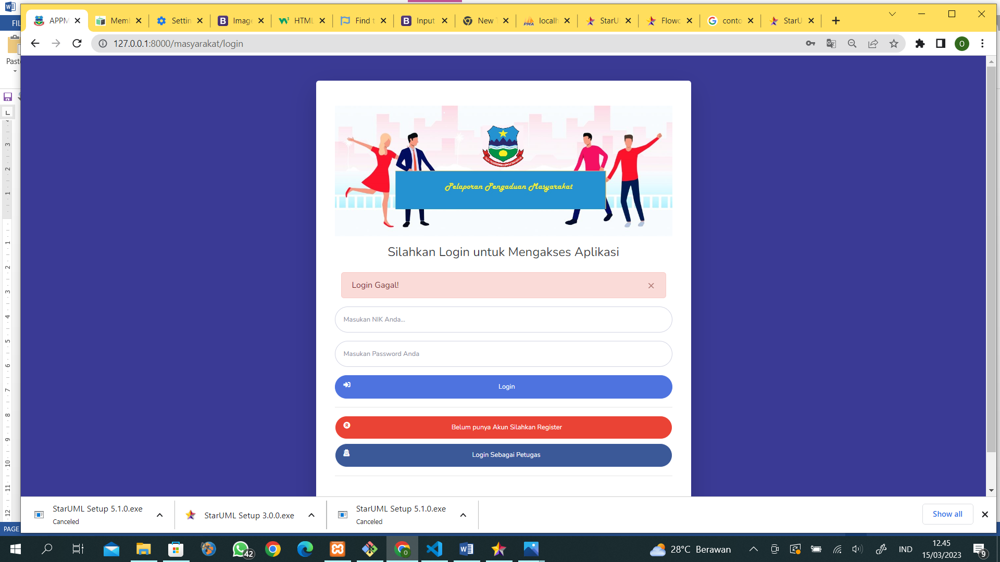 FIL
APPM
Meml
Settin
Image
HTML
Find t
Input
New T
localh
StarU
Flowc
conto
StarU
127.0.0.1:8000/masyarakat/login
O
Paste
Pelaporan Pengaduan Masyarakat
Silahkan Login untuk Mengakses Aplikasi
Login Gagal!
Masukan NIK Anda...
Masukan Password Anda
Login
Belum punya Akun Silahkan Register
Login Sebagai Petugas
StarUML Setup 5.1.0.exe
Canceled
StarUML Setup 3.0.0.exe
StarUML Setup 5.1.0.exe
Canceled
Show all
PAGE
42
28°C Berawan
IND
12.45
15/03/2023
9